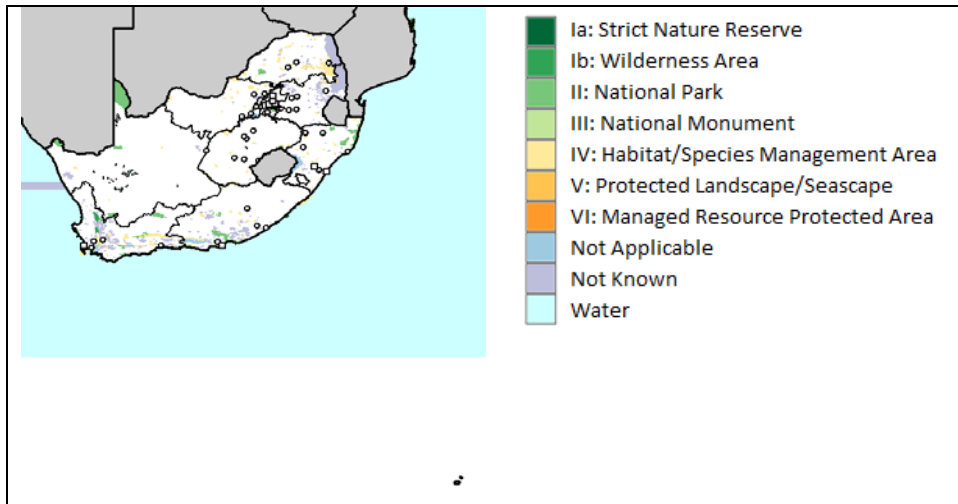 Ia: Strict Nature Reserve
Ib: Wilderness Area
II: National Park
III: National Monument
IV: Habitat/Species Management Area
V: Protected Landscape/Seascape
VI: Managed Resource Protected Area
Not Applicable
Not Known
Water